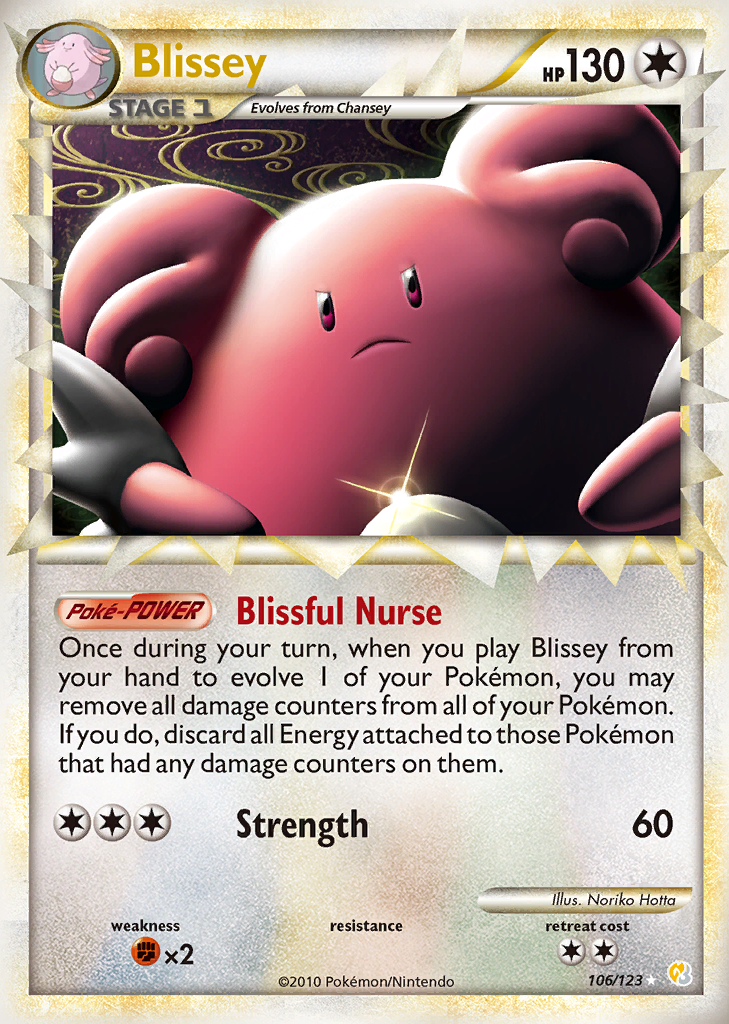 Blissey
HP 130
STAGE 1
Evolves from Chansey
Poké-POWER Blissful Nurse
Once during your turn, when you play Blissey from
your hand to evolve 1 of your Pokémon, you may
remove all damage counters from all of your Pokémon.
If you do, discard all Energy attached to those Pokémon
that had any damage counters on them.
Strength 60
Illus. Noriko Hotta
weakness resistance retreat cost
×2
©2010 Pokémon/Nintendo
106/123